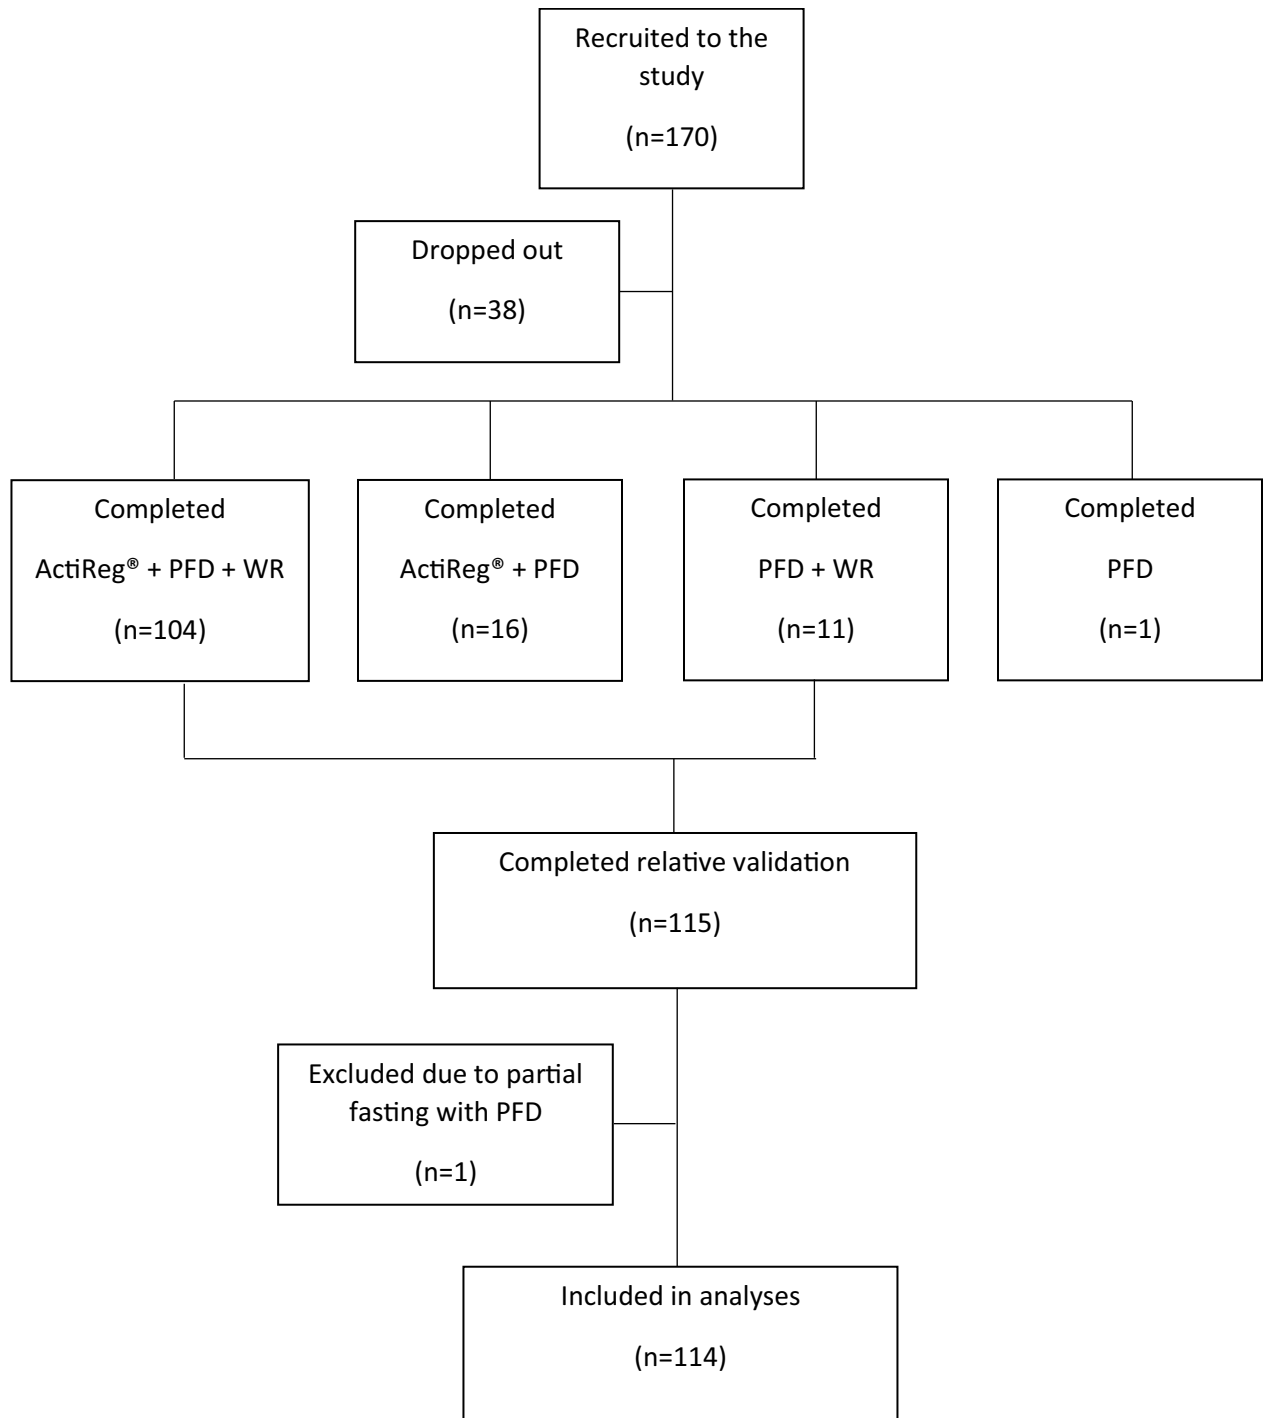 Recruited to the
study
(n=170)
Dropped out
(n=38)
Completed
ActiReg® + PFD + WR
(n=104)
Completed
ActiReg® + PFD
(n=16)
Completed
PFD + WR
(n=11)
Completed
PFD
(n=1)
Completed relative validation
(n=115)
Excluded due to partial
fasting with PFD
(n=1)
Included in analyses
(n=114)